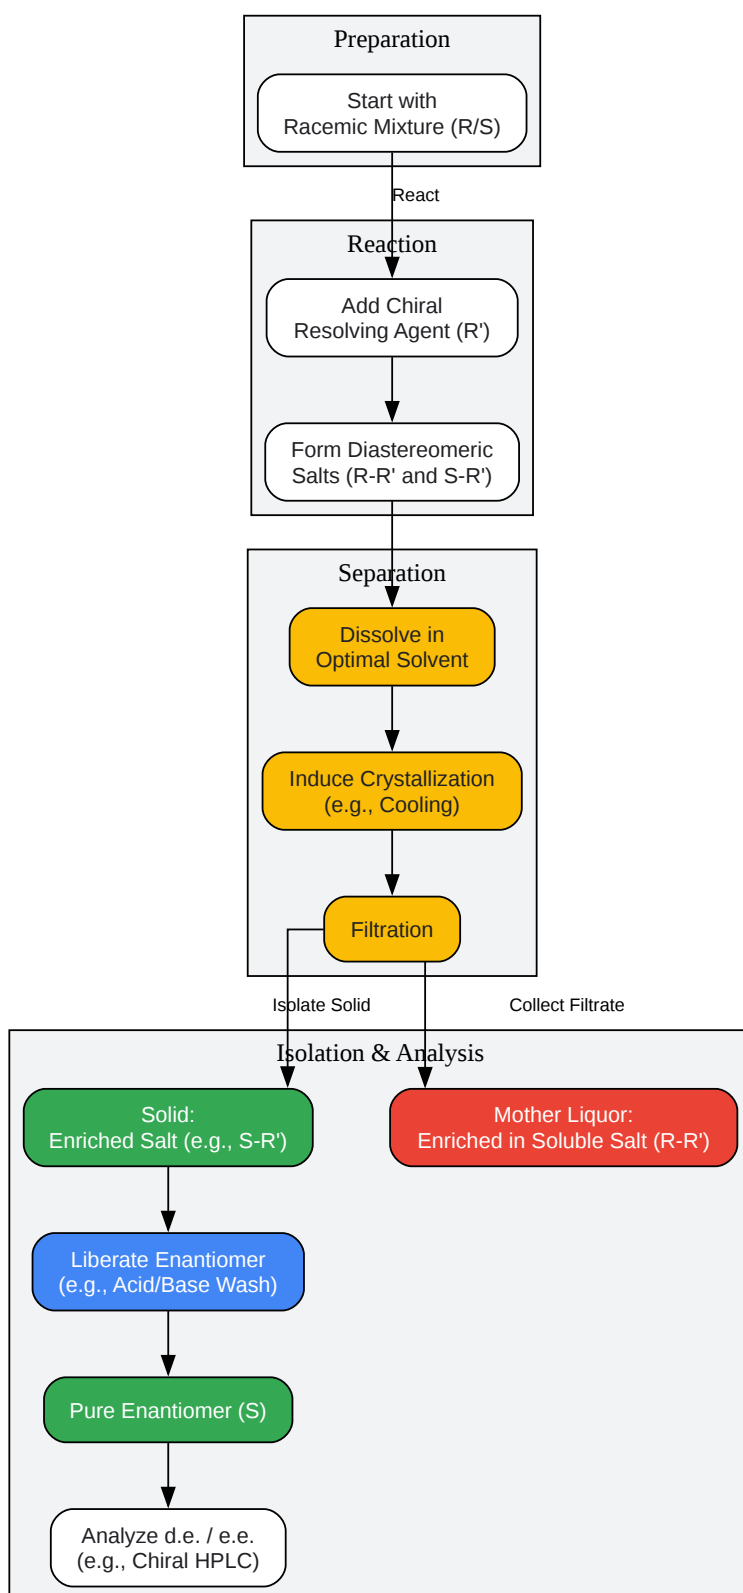 Preparation
Start with
Racemic Mixture (R/S)
React
Reaction
Add Chiral
Resolving Agent (R')
Form Diastereomeric
Salts (R-R' and S-R')
Separation
Dissolve in
Optimal Solvent
Induce Crystallization
(e.g., Cooling)
Filtration
Isolate Solid
Collect Filtrate
Isolation & Analysis
Solid:
Enriched Salt (e.g., S-R')
Mother Liquor:
Enriched in Soluble Salt (R-R')
Liberate Enantiomer
(e.g., Acid/Base Wash)
Pure Enantiomer (S)
Analyze d.e. / e.e.
(e.g., Chiral HPLC)